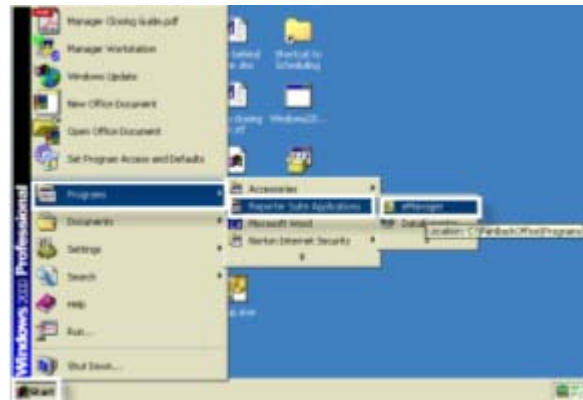 Manager Closing Guide.pdf
Manager Workstation
Windows Update
New Office Document
Open Office Document
Set Program Access and Defaults
Programs
Documents
Settings
Search
Help
Run...
Shut Down...
Windows 2000 Professional
Start
Accessories
Reporter Suite Applications
Microsoft Word
Norton Internet Security
eManager
Location: C:\
Shortcut to
Scheduling